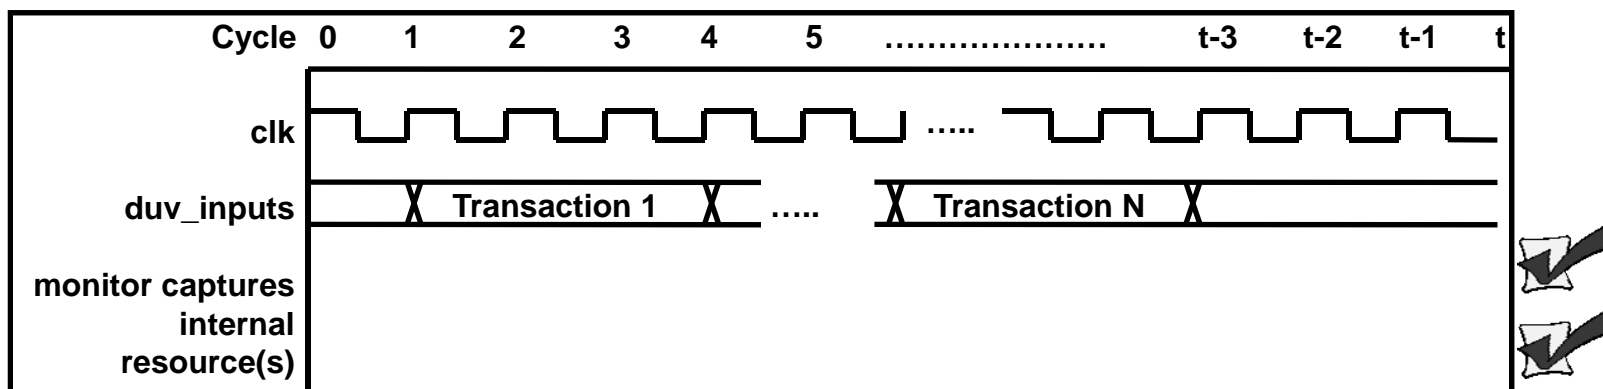 Cycle 0 1 2 3 4 5 ………………… t-3 t-2 t-1 t
clk …..
duv_inputs Transaction 1 ….. Transaction N
monitor captures
internal
resource(s)